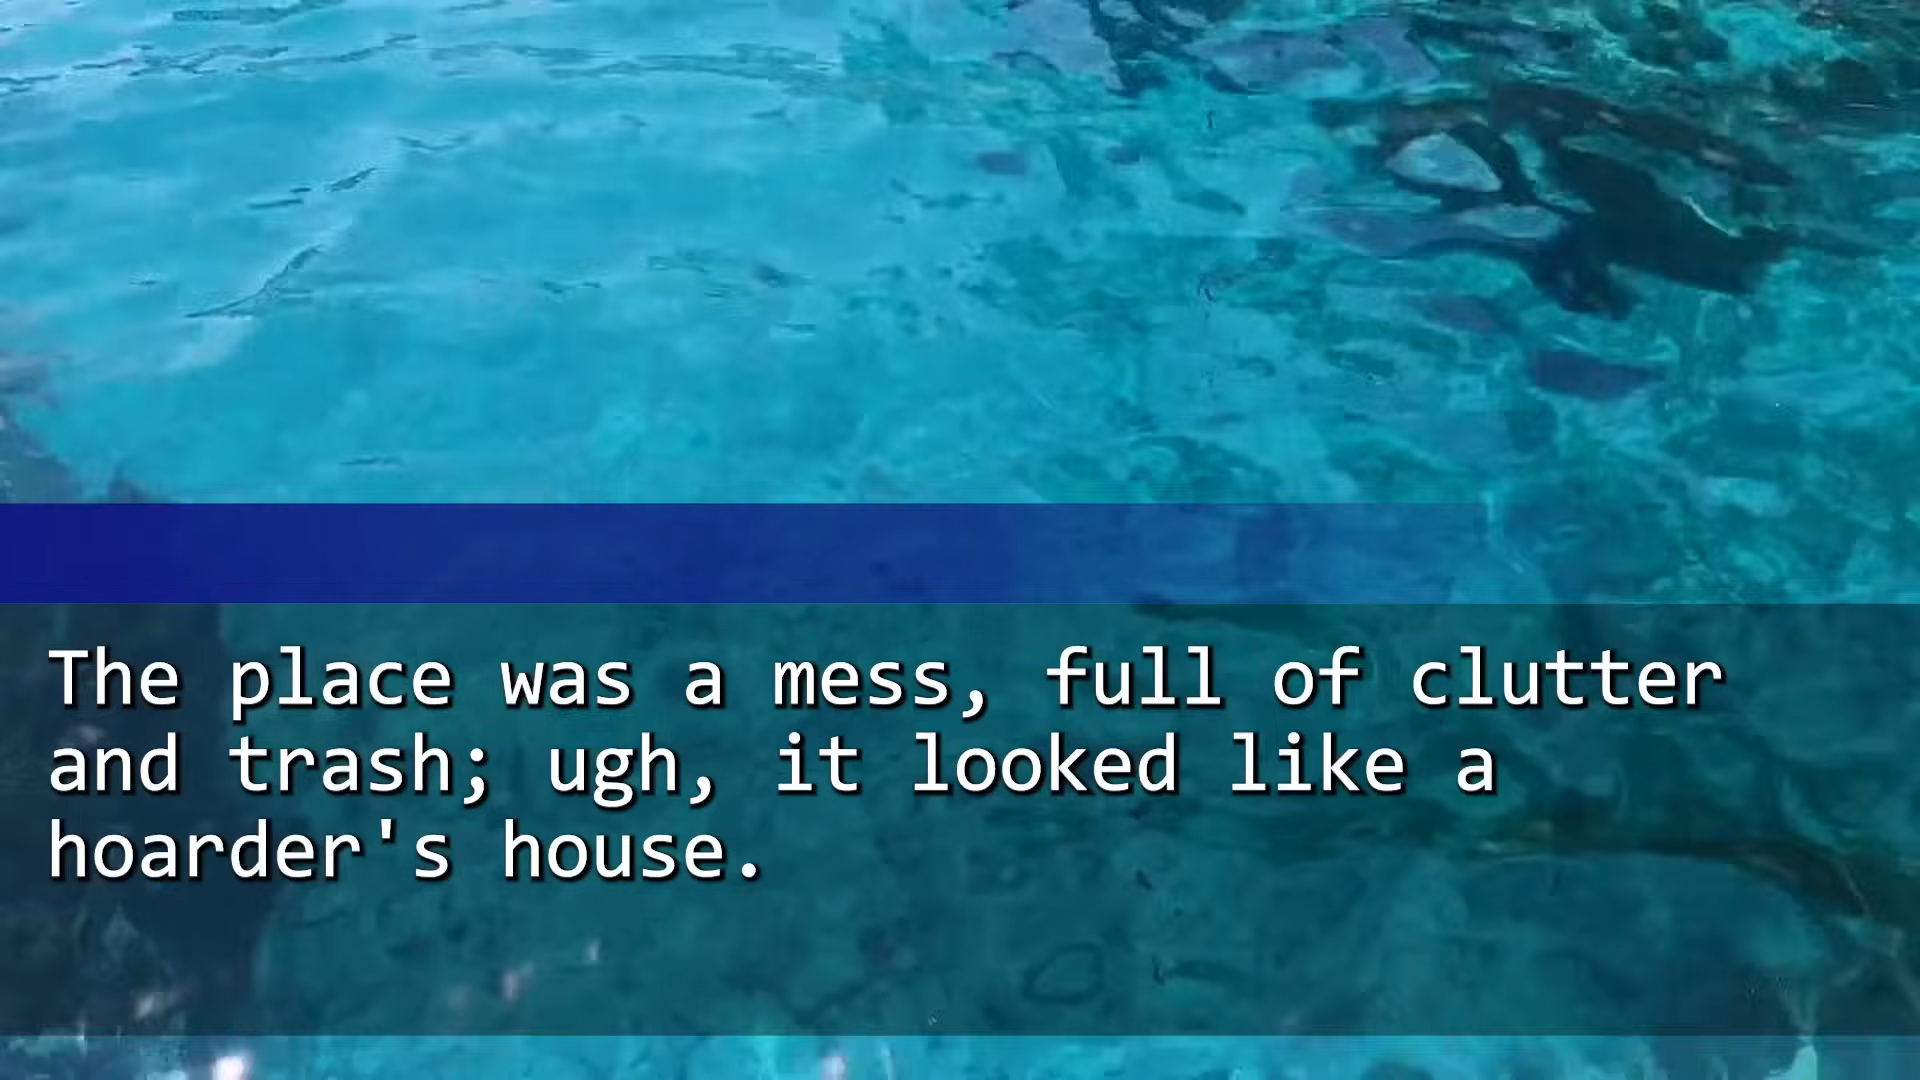 The place was a mess, full of clutter
and trash; ugh, it looked like a
hoarder's house.